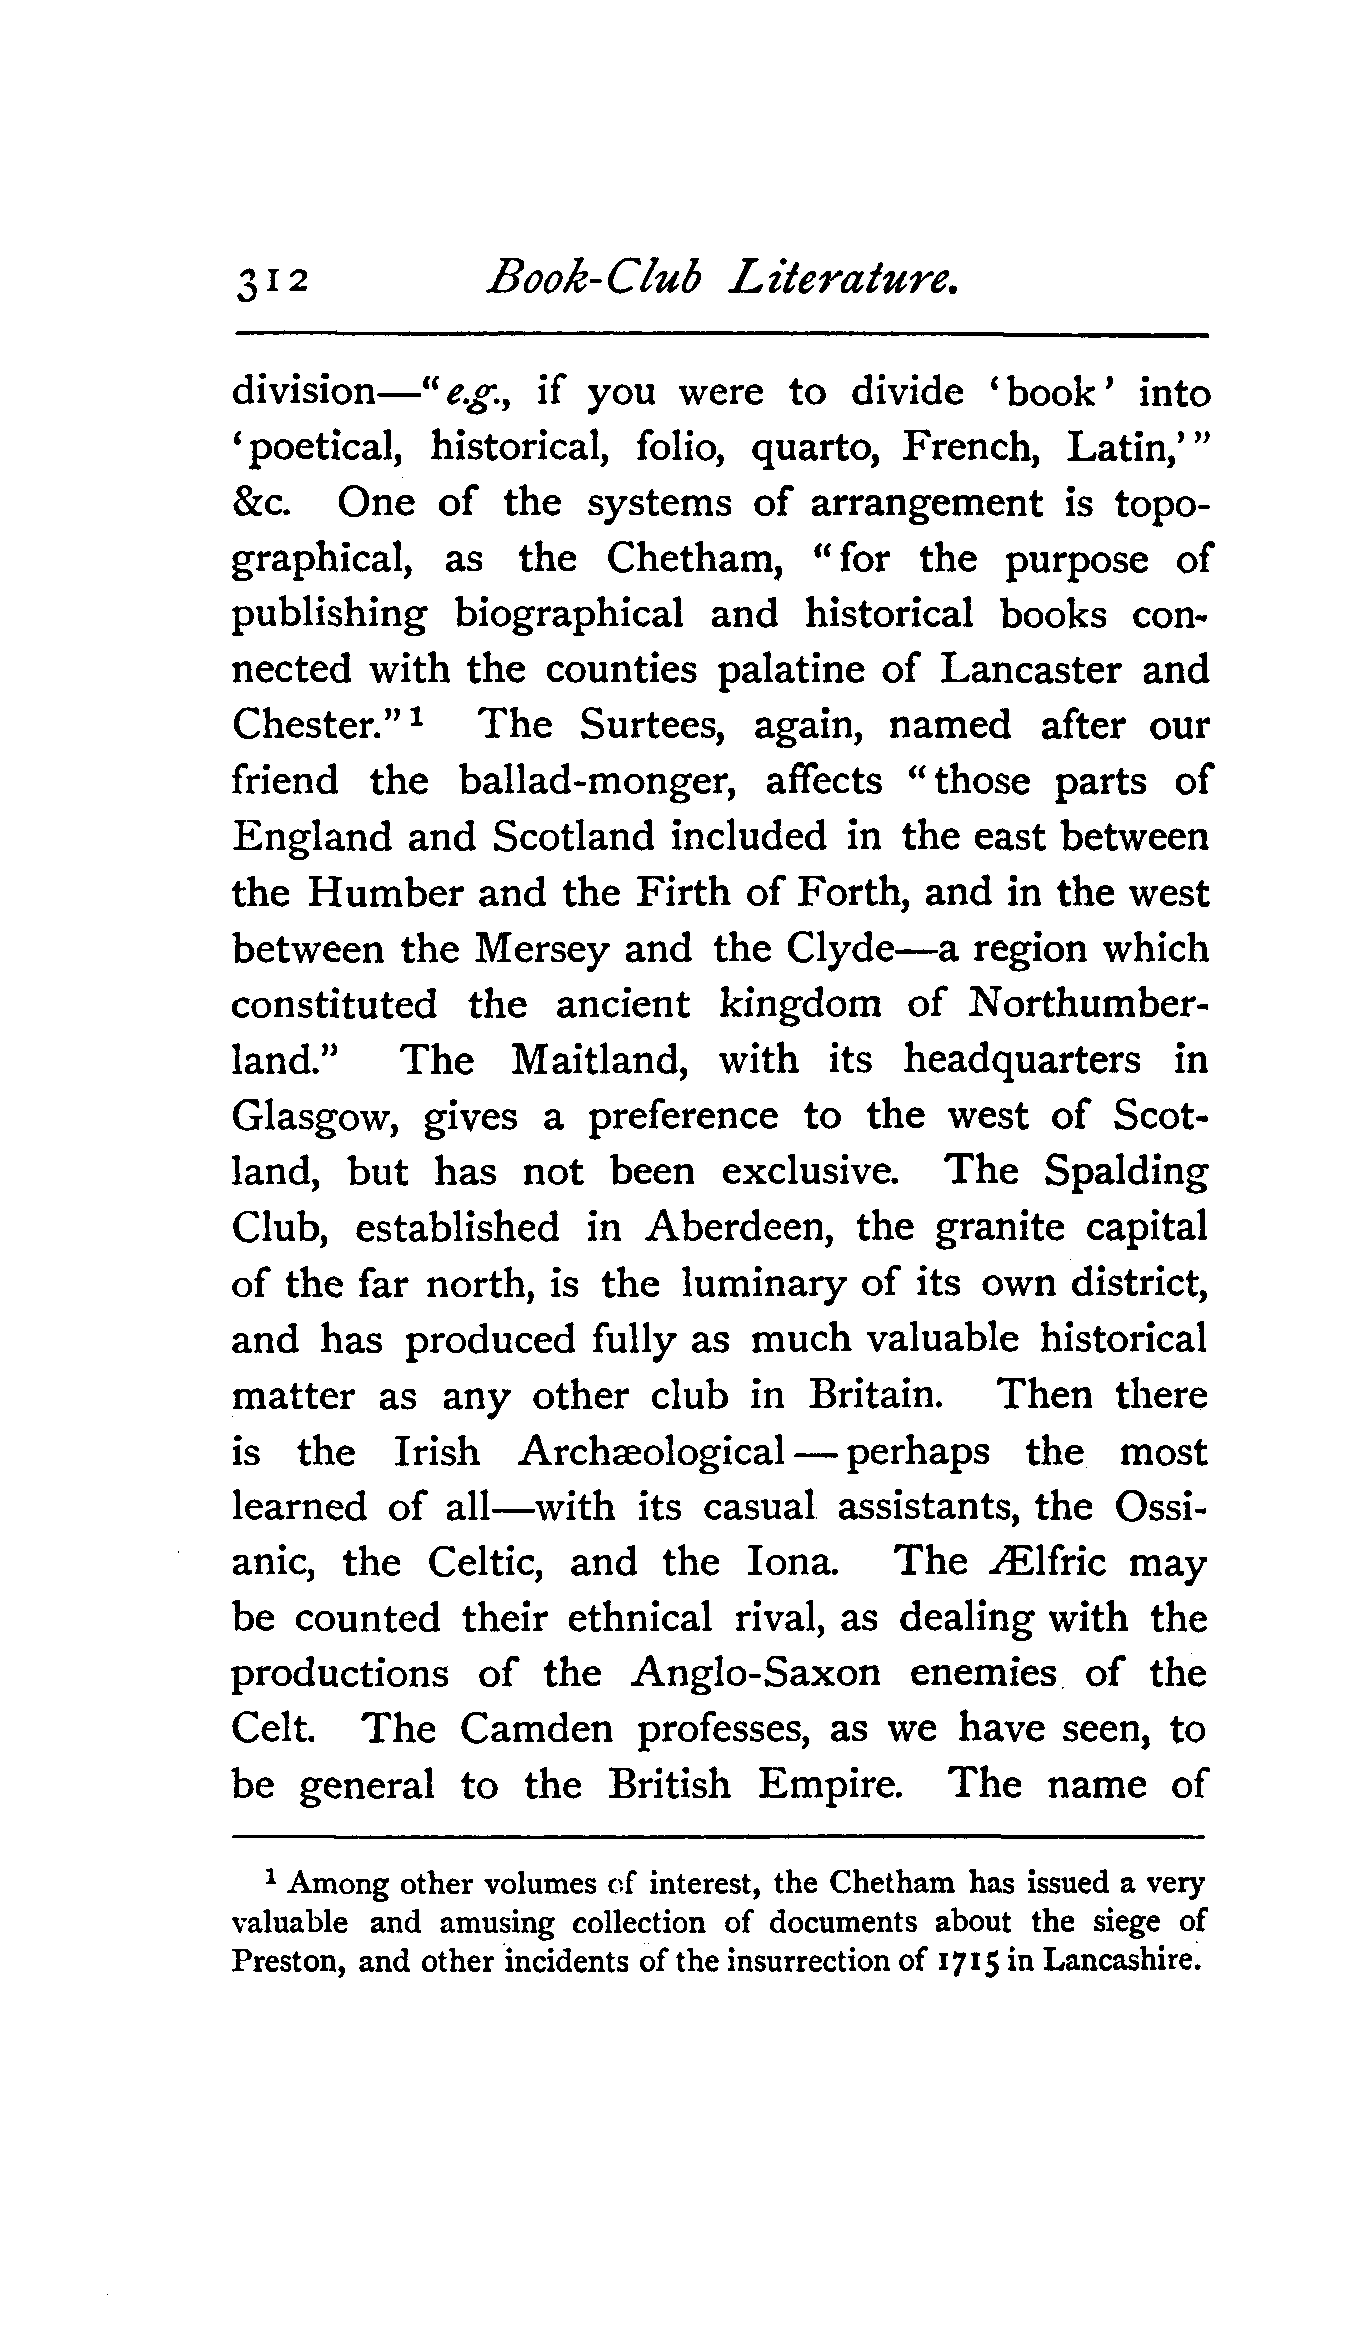 312 Book-Club Literature.
division—"e.g., if you were to divide 'book' into
'poetical, historical, folio, quarto, French, Latin,'"
&c. One of the systems of arrangement is topo-
graphical, as the Chetham, "for the purpose of
publishing biographical and historical books con-
nected with the counties palatine of Lancaster and
Chester."¹ The Surtees, again, named after our
friend the ballad-monger, affects "those parts of
England and Scotland included in the east between
the Humber and the Firth of Forth, and in the west
between the Mersey and the Clyde—a region which
constituted the ancient kingdom of Northumber-
land." The Maitland, with its headquarters in
Glasgow, gives a preference to the west of Scot-
land, but has not been exclusive. The Spalding
Club, established in Aberdeen, the granite capital
of the far north, is the luminary of its own district,
and has produced fully as much valuable historical
matter as any other club in Britain. Then there
is the Irish Archæological—perhaps the most
learned of all—with its casual assistants, the Ossi-
anic, the Celtic, and the Iona. The Ælfric may
be counted their ethnical rival, as dealing with the
productions of the Anglo-Saxon enemies of the
Celt. The Camden professes, as we have seen, to
be general to the British Empire. The name of
¹ Among other volumes of interest, the Chetham has issued a very
valuable and amusing collection of documents about the siege of
Preston, and other incidents of the insurrection of 1715 in Lancashire.